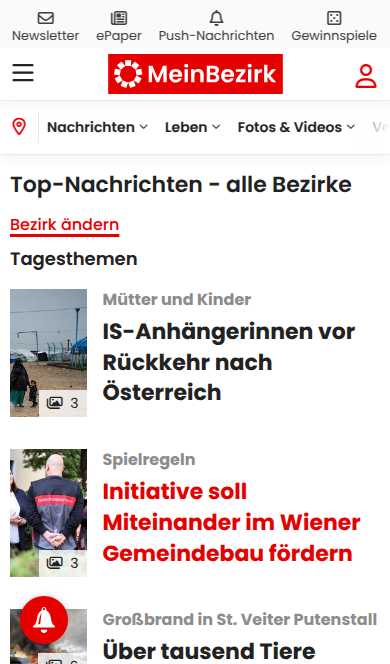 Newsletter ePaper Push-Nachrichten Gewinnspiele
MeinBezirk
Nachrichten Leben Fotos & Videos
Top-Nachrichten - alle Bezirke
Bezirk ändern
Tagesthemen
Mütter und Kinder
IS-Anhängerinnen vor
Rückkehr nach
Österreich
3
Spielregeln
Initiative soll
Miteinander im Wiener
Gemeindebau fördern
3
Großbrand in St. Veiter Putenstall
Über tausend Tiere